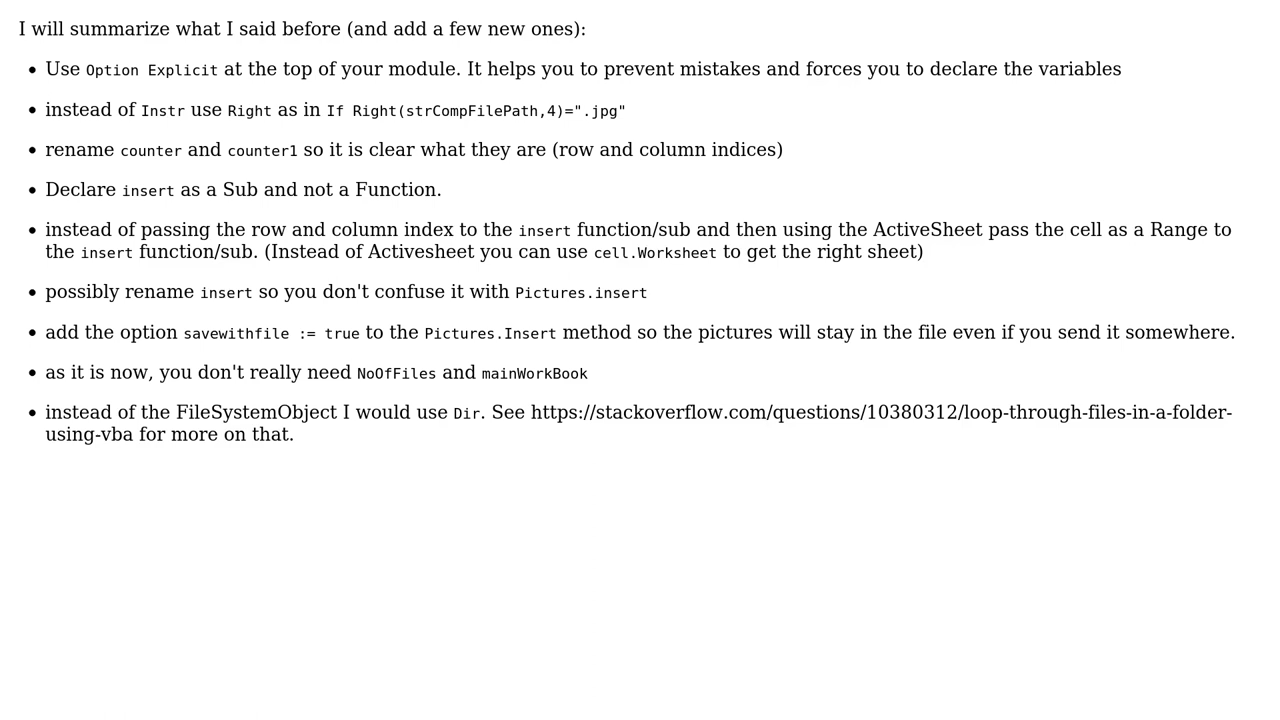 I will summarize what I said before (and add a few new ones):
• Use Option Explicit at the top of your module. It helps you to prevent mistakes and forces you to declare the variables
• instead of Instr use Right as in If Right(strCompFilePath,4)=".jpg"
• rename counter and counter1 so it is clear what they are (row and column indices)
• Declare insert as a Sub and not a Function.
• instead of passing the row and column index to the insert function/sub and then using the ActiveSheet pass the cell as a Range to
the insert function/sub. (Instead of Activesheet you can use cell.Worksheet to get the right sheet)
• possibly rename insert so you don't confuse it with Pictures.insert
• add the option savewithfile := true to the Pictures.Insert method so the pictures will stay in the file even if you send it somewhere.
• as it is now, you don't really need NoOfFiles and mainWorkBook
• instead of the FileSystemObject I would use Dir. See https://stackoverflow.com/questions/10380312/loop-through-files-in-a-folder-
using-vba for more on that.